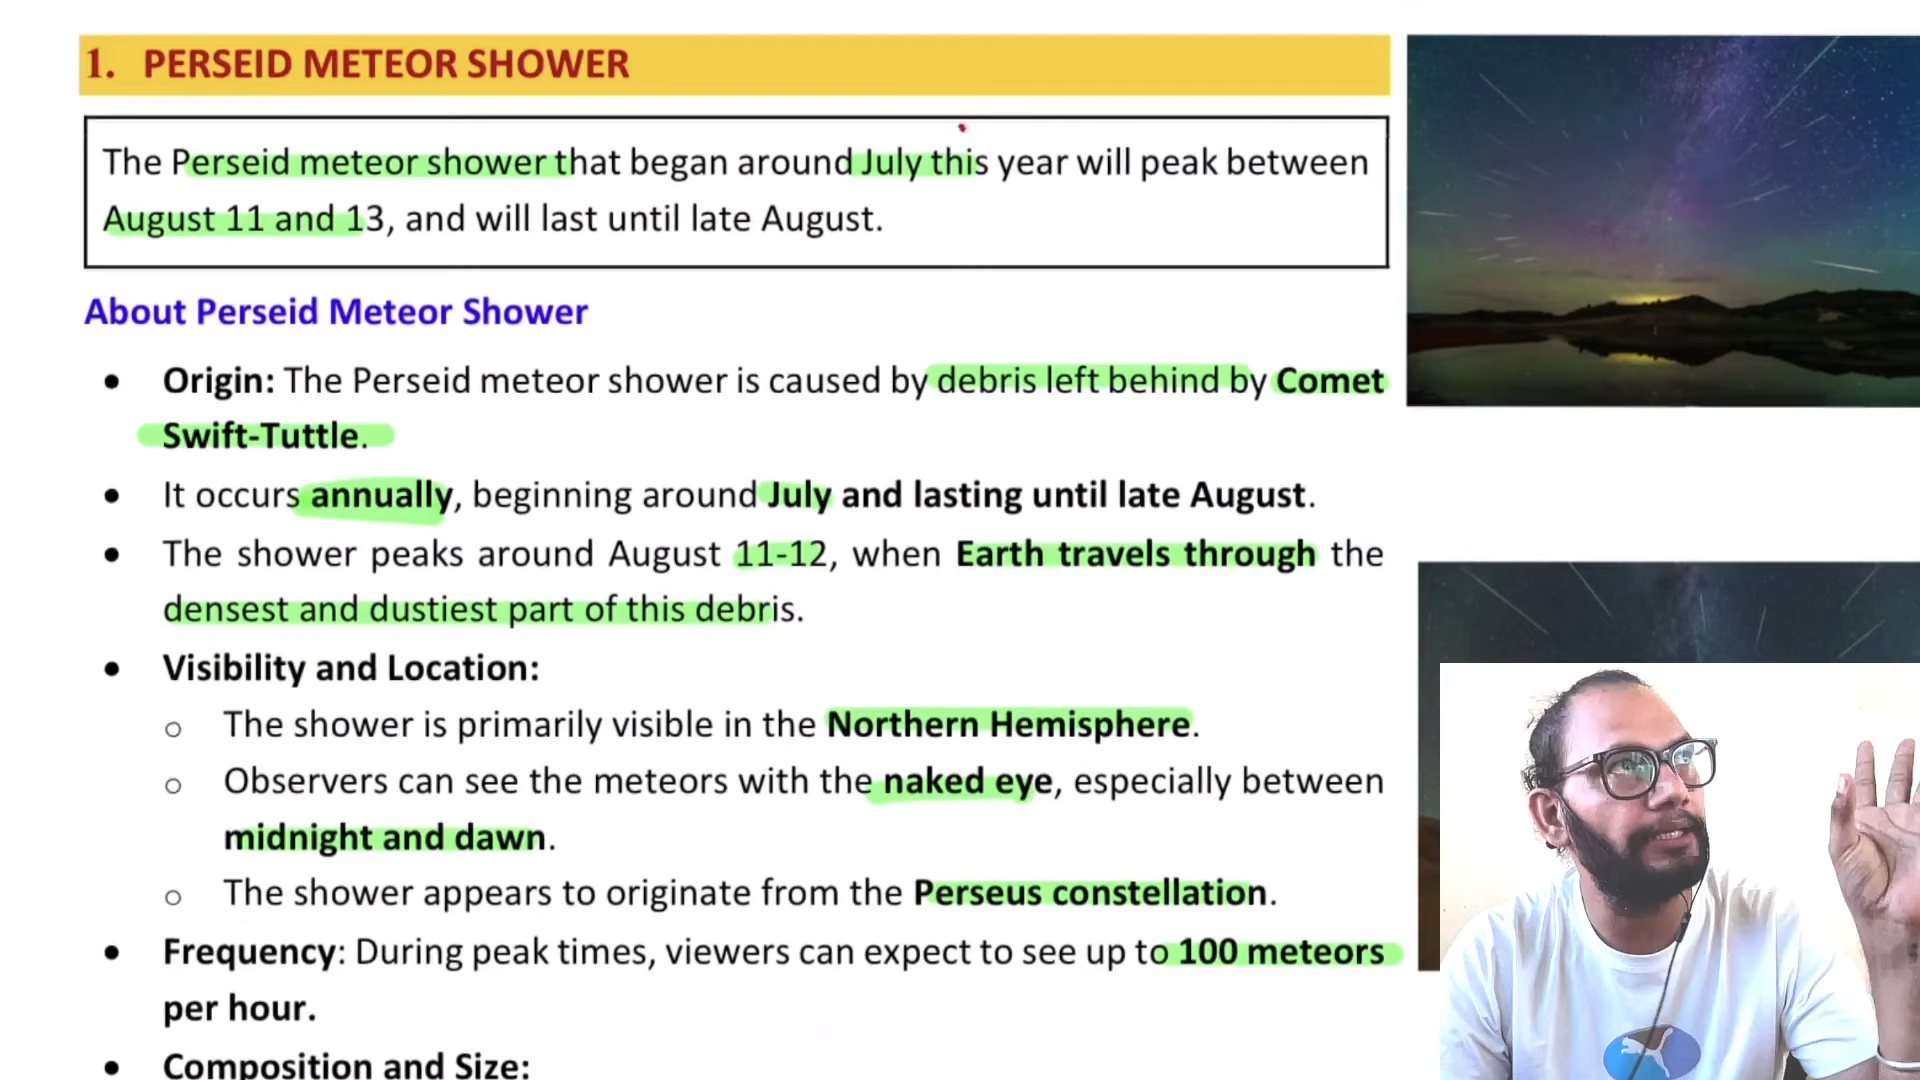 1. PERSEID METEOR SHOWER
The Perseid meteor shower that began around July this year will peak between
August 11 and 13, and will last until late August.
About Perseid Meteor Shower
• Origin: The Perseid meteor shower is caused by debris left behind by Comet
Swift-Tuttle.
• It occurs annually, beginning around July and lasting until late August.
• The shower peaks around August 11-12, when Earth travels through the
densest and dustiest part of this debris.
• Visibility and Location:
o The shower is primarily visible in the Northern Hemisphere.
o Observers can see the meteors with the naked eye, especially between
midnight and dawn.
o The shower appears to originate from the Perseus constellation.
• Frequency: During peak times, viewers can expect to see up to 100 meteors
per hour.
• Composition and Size: